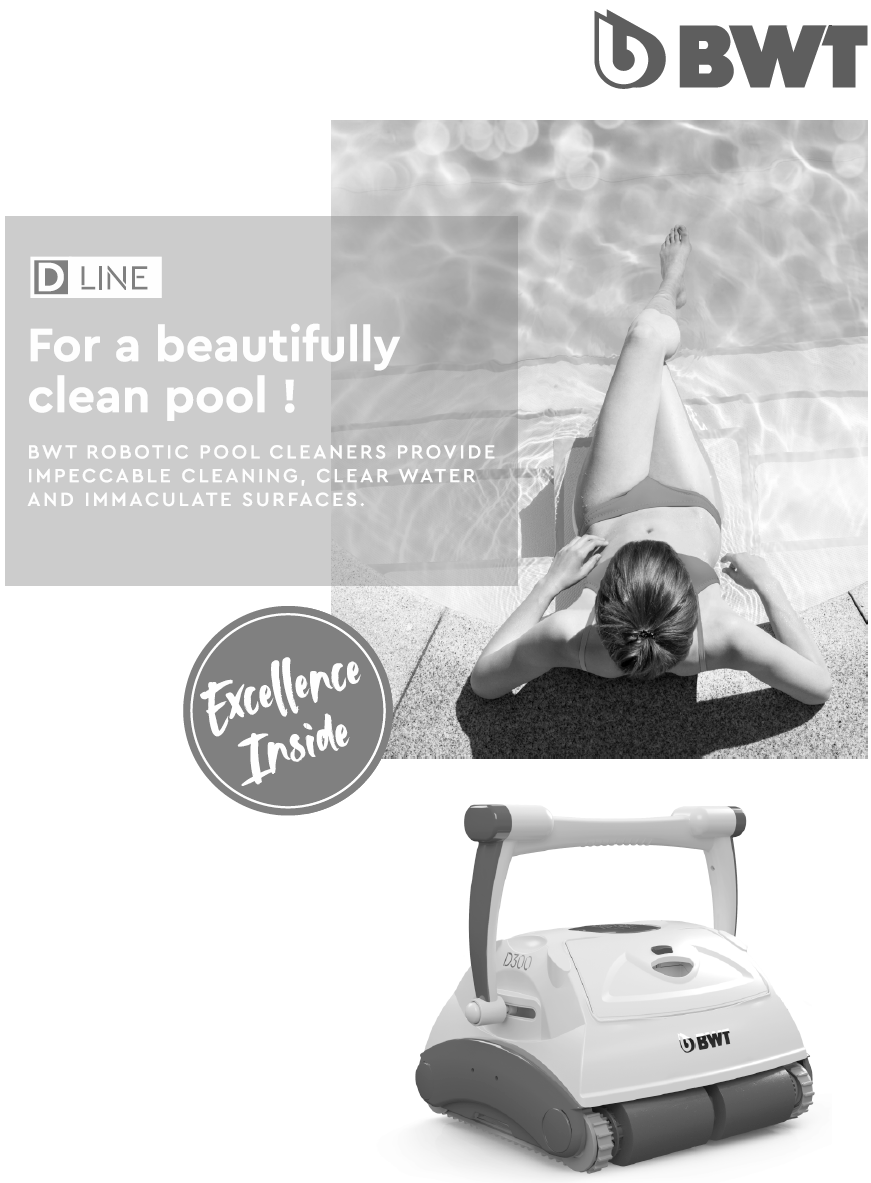 BWT
D LINE
For a beautifully
clean pool !
BWT ROBOTIC POOL CLEANERS PROVIDE
IMPECCABLE CLEANING, CLEAR WATER
AND IMMACULATE SURFACES.
Excellence
Inside
D300
BWT